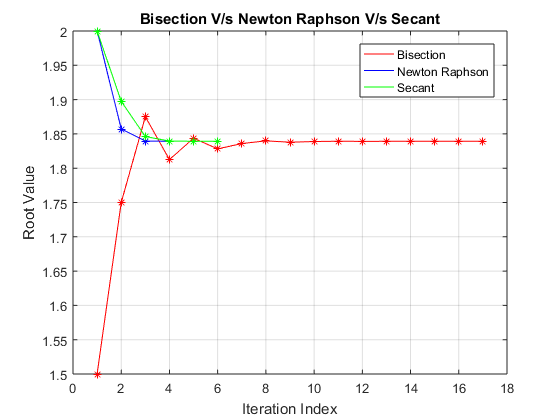 Bisection V/s Newton Raphson V/s Secant
Bisection
Newton Raphson
Secant
2
1.95
1.9
1.85
1.8
1.75
1.7
1.65
1.6
1.55
1.5
Root Value
0 2 4 6 8 10 12 14 16 18
Iteration Index